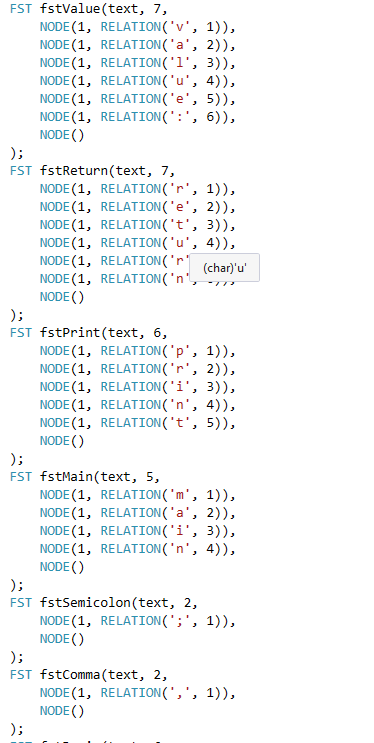 FST fstValue(text, 7,
    NODE(1, RELATION('v', 1)),
    NODE(1, RELATION('a', 2)),
    NODE(1, RELATION('l', 3)),
    NODE(1, RELATION('u', 4)),
    NODE(1, RELATION('e', 5)),
    NODE(1, RELATION(':', 6)),
    NODE()
);
FST fstReturn(text, 7,
    NODE(1, RELATION('r', 1)),
    NODE(1, RELATION('e', 2)),
    NODE(1, RELATION('t', 3)),
    NODE(1, RELATION('u', 4)),
    NODE(1, RELATION('r'
(char)'u'
    NODE(1, RELATION('n',
    NODE()
);
FST fstPrint(text, 6,
    NODE(1, RELATION('p', 1)),
    NODE(1, RELATION('r', 2)),
    NODE(1, RELATION('i', 3)),
    NODE(1, RELATION('n', 4)),
    NODE(1, RELATION('t', 5)),
    NODE()
);
FST fstMain(text, 5,
    NODE(1, RELATION('m', 1)),
    NODE(1, RELATION('a', 2)),
    NODE(1, RELATION('i', 3)),
    NODE(1, RELATION('n', 4)),
    NODE()
);
FST fstSemicolon(text, 2,
    NODE(1, RELATION(';', 1)),
    NODE()
);
FST fstComma(text, 2,
    NODE(1, RELATION(',', 1)),
    NODE()
);